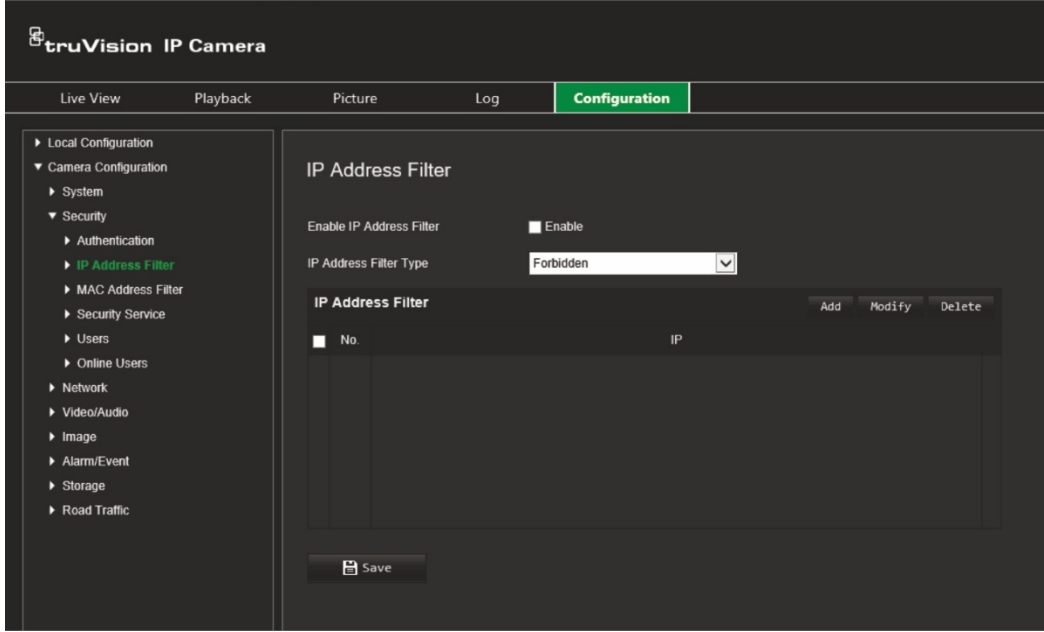 truVision IP Camera
Live View Playback Picture Log Configuration
Local Configuration
Camera Configuration
System
Security
Authentication
IP Address Filter
MAC Address Filter
Security Service
Users
Online Users
Network
Video/Audio
Image
Alarm/Event
Storage
Road Traffic
IP Address Filter
Enable IP Address Filter Enable
IP Address Filter Type Forbidden
IP Address Filter Add Modify Delete
No. IP
Save